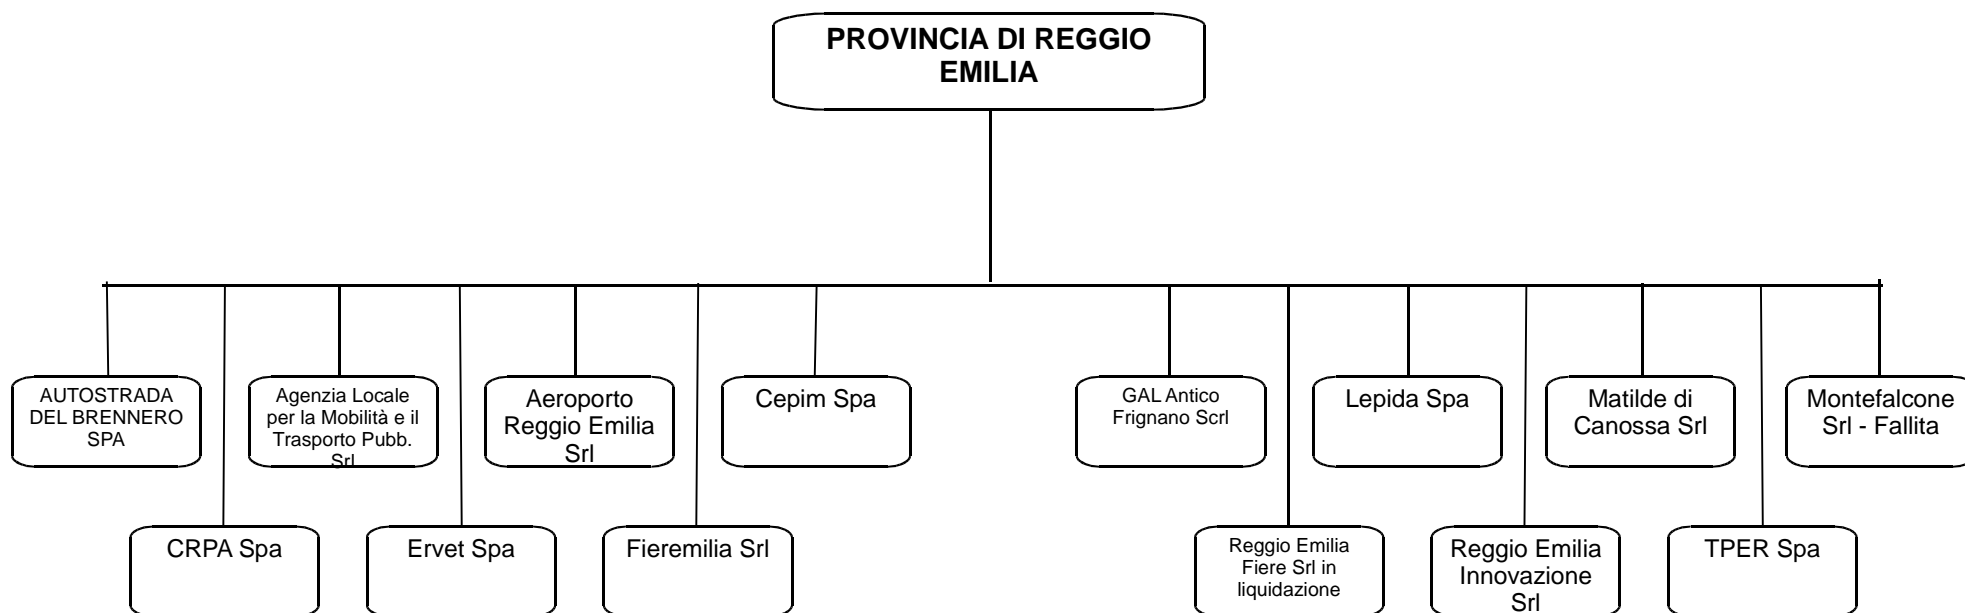 PROVINCIA DI REGGIO
EMILIA
AUTOSTRADA
DEL BRENNERO
SPA
Agenzia Locale
per la Mobilità e il
Trasporto Pubb.
Srl
Aeroporto
Reggio Emilia
Srl
Cepim Spa
GAL Antico
Frignano Scrl
Lepida Spa
Matilde di
Canossa Srl
Montefalcone
Srl - Fallita
CRPA Spa
Ervet Spa
Fieremilia Srl
Reggio Emilia
Fiere Srl in
liquidazione
Reggio Emilia
Innovazione
Srl
TPER Spa